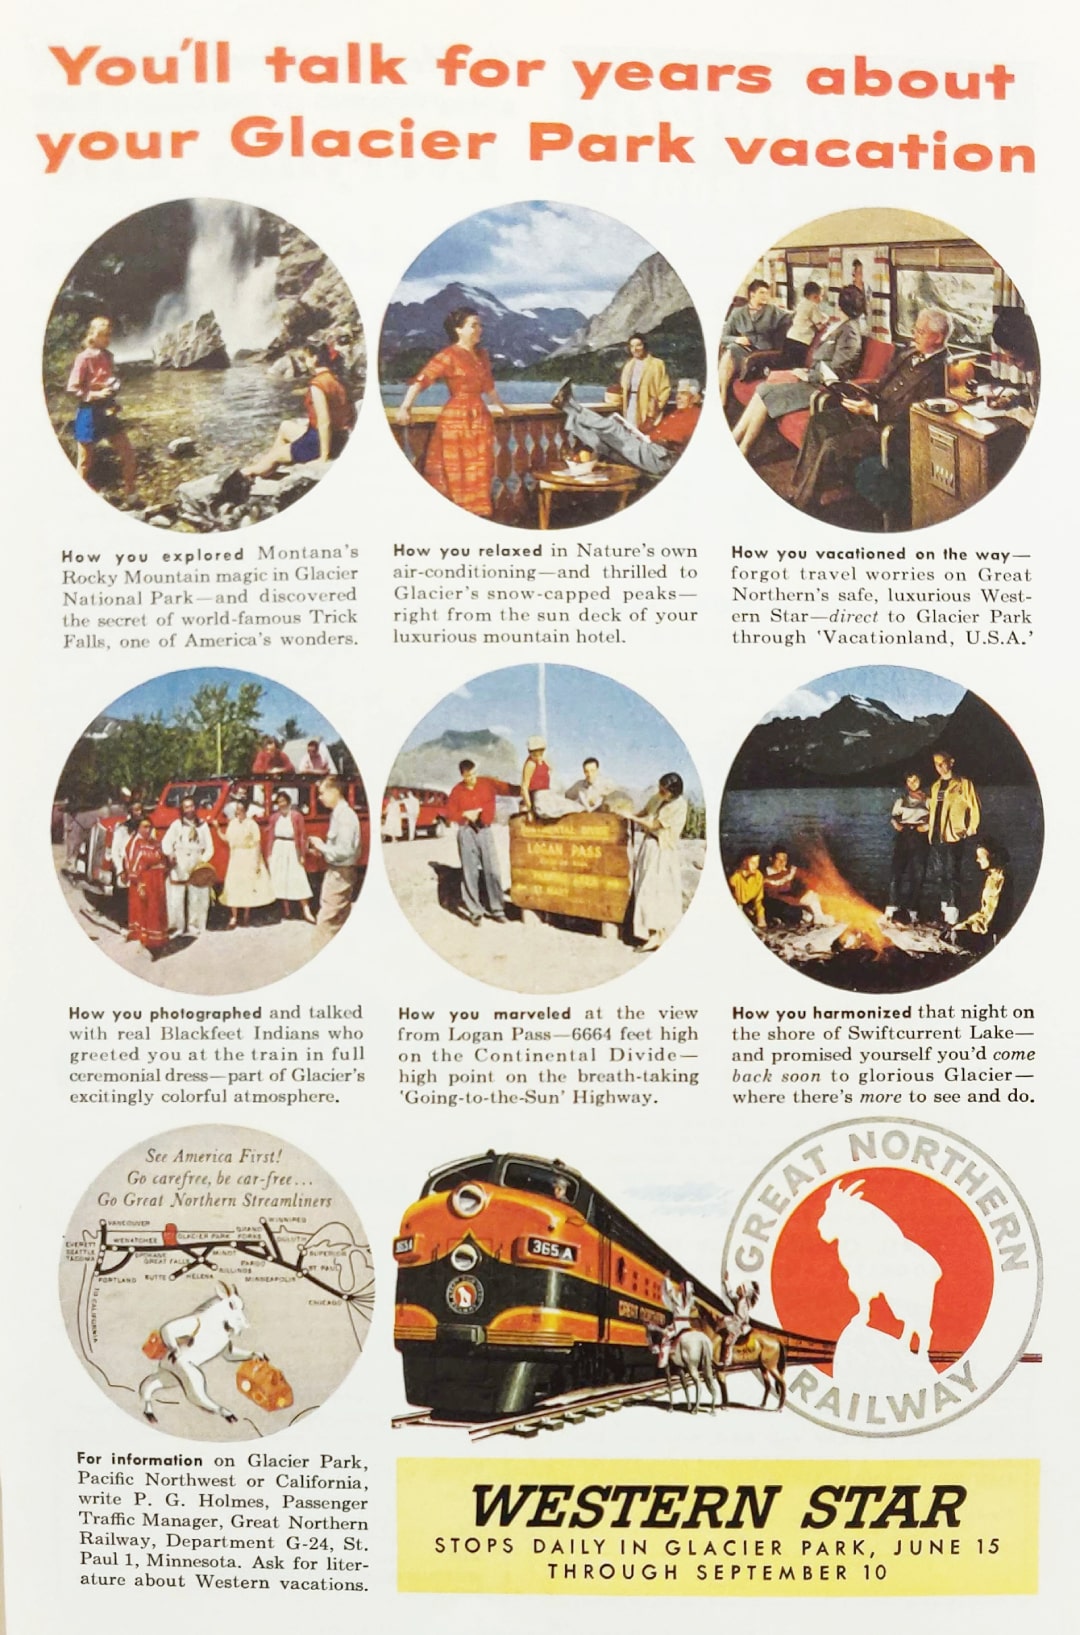 You'll talk for years about
your Glacier Park vacation
How you explored Montana's
Rocky Mountain magic in Glacier
National Park—and discovered
the secret of world-famous Trick
Falls, one of America's wonders.
How you relaxed in Nature's own
air-conditioning—and thrilled to
Glacier's snow-capped peaks—
right from the sun deck of your
luxurious mountain hotel.
How you vacationed on the way—
forgot travel worries on Great
Northern's safe, luxurious West-
ern Star—direct to Glacier Park
through 'Vacationland, U.S.A.'
CONTINENTAL DIVIDE
LOGAN PASS
How you photographed and talked
with real Blackfeet Indians who
greeted you at the train in full
ceremonial dress—part of Glacier's
excitingly colorful atmosphere.
How you marveled at the view
from Logan Pass—6664 feet high
on the Continental Divide—
high point on the breath-taking
'Going-to-the-Sun' Highway.
How you harmonized that night on
the shore of Swiftcurrent Lake—
and promised yourself you'd come
back soon to glorious Glacier—
where there's more to see and do.
See America First!
Go carefree, be car-free...
Go Great Northern Streamliners
VANCOUVER
WINNIPEG
EVERETT
SEATTLE
TACOMA
WENATCHEE
GLACIER PARK
GRAND
FORKS
DULUTH
SUPERIOR
SPOKANE
GREAT FALLS
MINOT
FARGO
BILLINGS
ST. PAUL
PORTLAND
BUTTE
HELENA
MINNEAPOLIS
CHICAGO
TO CALIFORNIA
365A
365A
GREAT NORTHERN
GREAT NORTHERN
RAILWAY
For information on Glacier Park,
Pacific Northwest or California,
write P. G. Holmes, Passenger
Traffic Manager, Great Northern
Railway, Department G-24, St.
Paul 1, Minnesota. Ask for liter-
ature about Western vacations.
WESTERN STAR
STOPS DAILY IN GLACIER PARK, JUNE 15
THROUGH SEPTEMBER 10